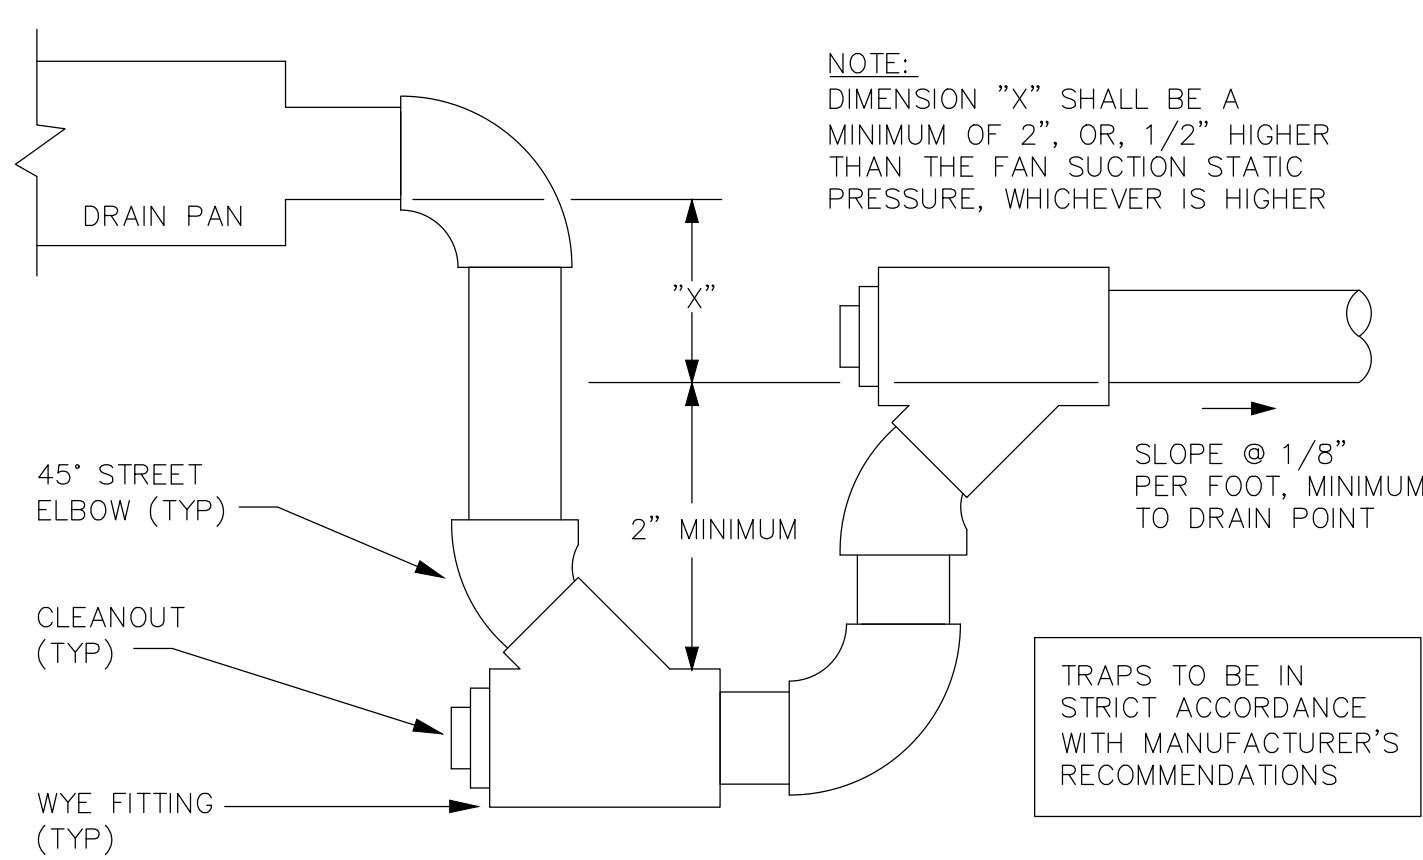 NOTE:
DIMENSION "X" SHALL BE A
MINIMUM OF 2", OR, 1/2" HIGHER
THAN THE FAN SUCTION STATIC
PRESSURE, WHICHEVER IS HIGHER
DRAIN PAN
"X"
SLOPE @ 1/8"
PER FOOT, MINIMUM
TO DRAIN POINT
45° STREET
ELBOW (TYP)
2" MINIMUM
CLEANOUT
(TYP)
TRAPS TO BE IN
STRICT ACCORDANCE
WITH MANUFACTURER'S
RECOMMENDATIONS
WYE FITTING
(TYP)